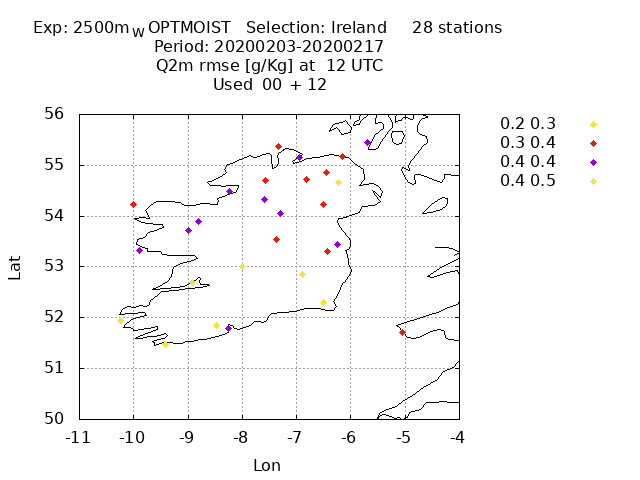 Exp: 2500m_W OPTMOIST Selection: Ireland 28 stations
Period: 20200203-20200217
Q2m rmse [g/Kg] at 12 UTC
Used 00 + 12
0.2 0.3
0.3 0.4
0.4 0.4
0.4 0.5
56
55
54
53
52
51
50
Lat
-11 -10 -9 -8 -7 -6 -5 -4
Lon